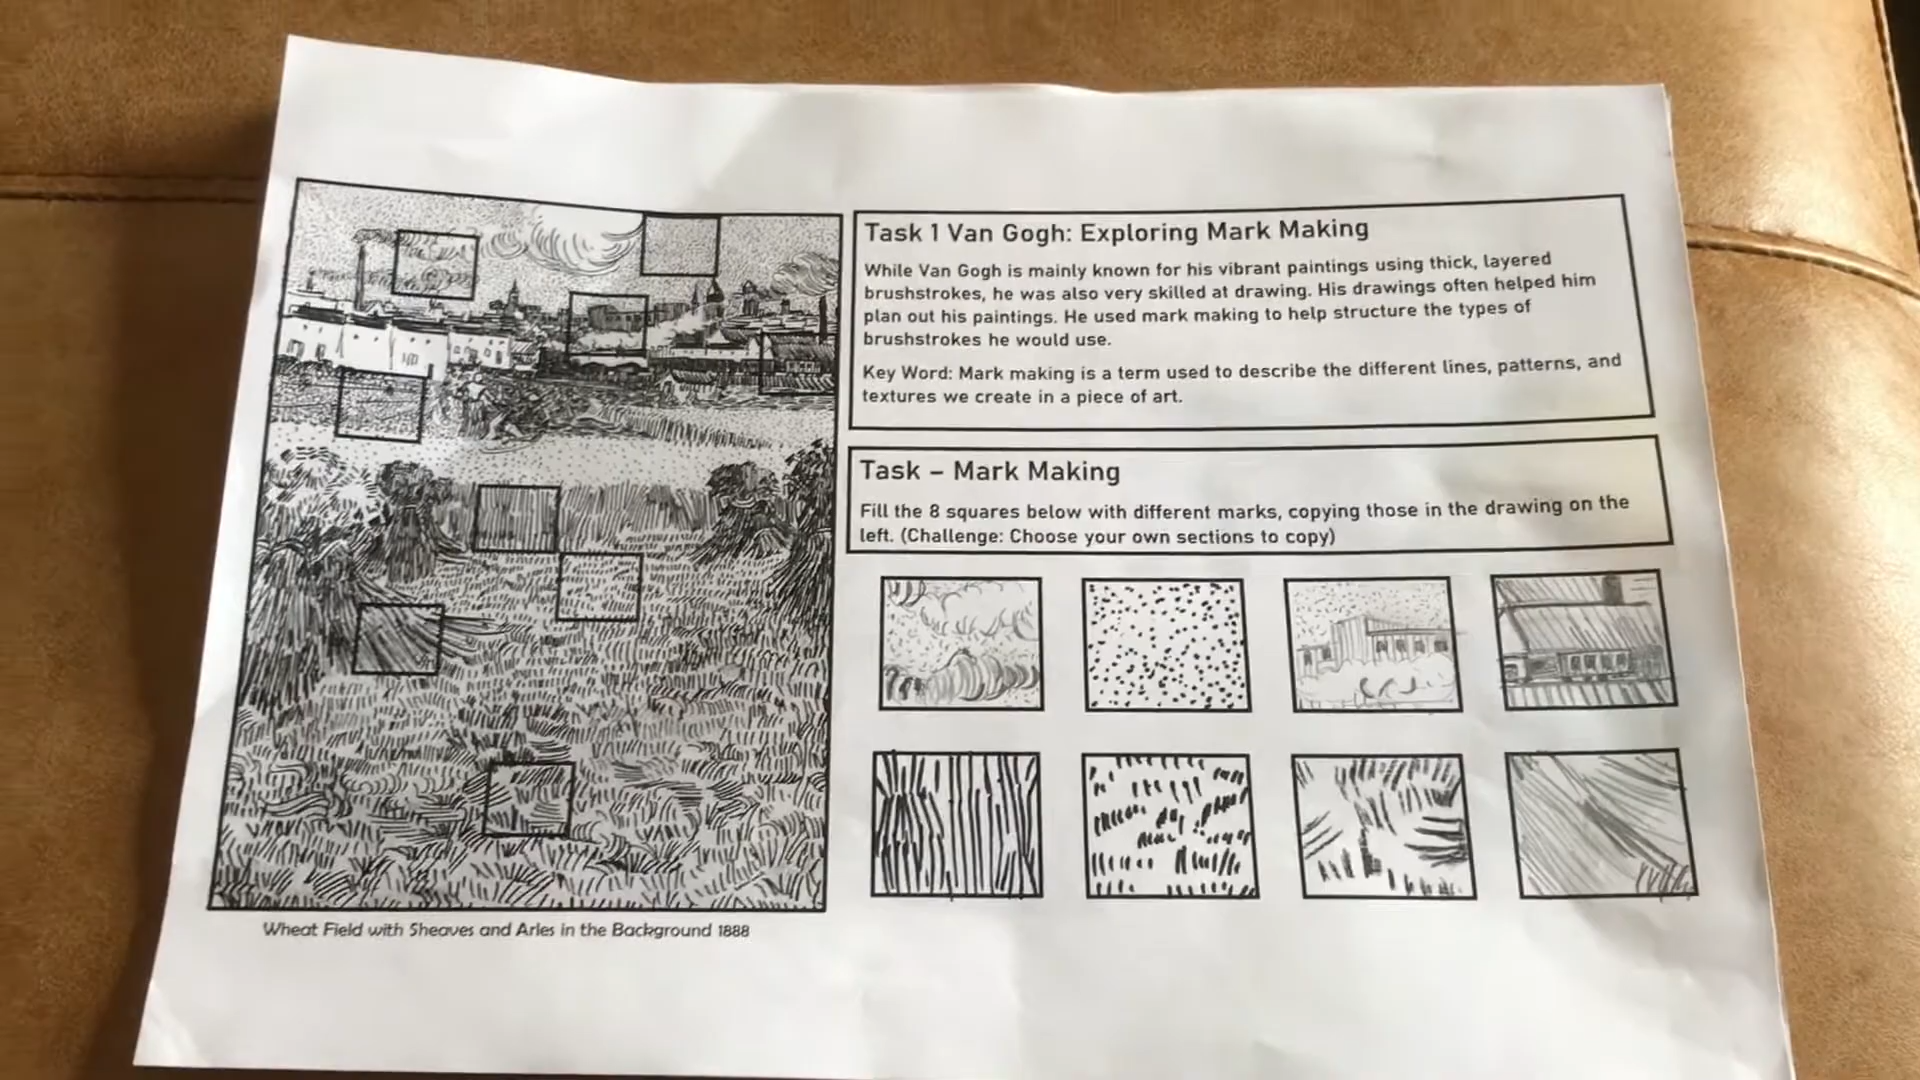 Task 1 Van Gogh: Exploring Mark Making
While Van Gogh is mainly known for his vibrant paintings using thick, layered
brushstrokes, he was also very skilled at drawing. His drawings often helped him
plan out his paintings. He used mark making to help structure the types of
brushstrokes he would use.
Key Word: Mark making is a term used to describe the different lines, patterns, and
textures we create in a piece of art.
Task – Mark Making
Fill the 8 squares below with different marks, copying those in the drawing on the
left. (Challenge: Choose your own sections to copy)
Wheat Field with Sheaves and Arles in the Background 1888